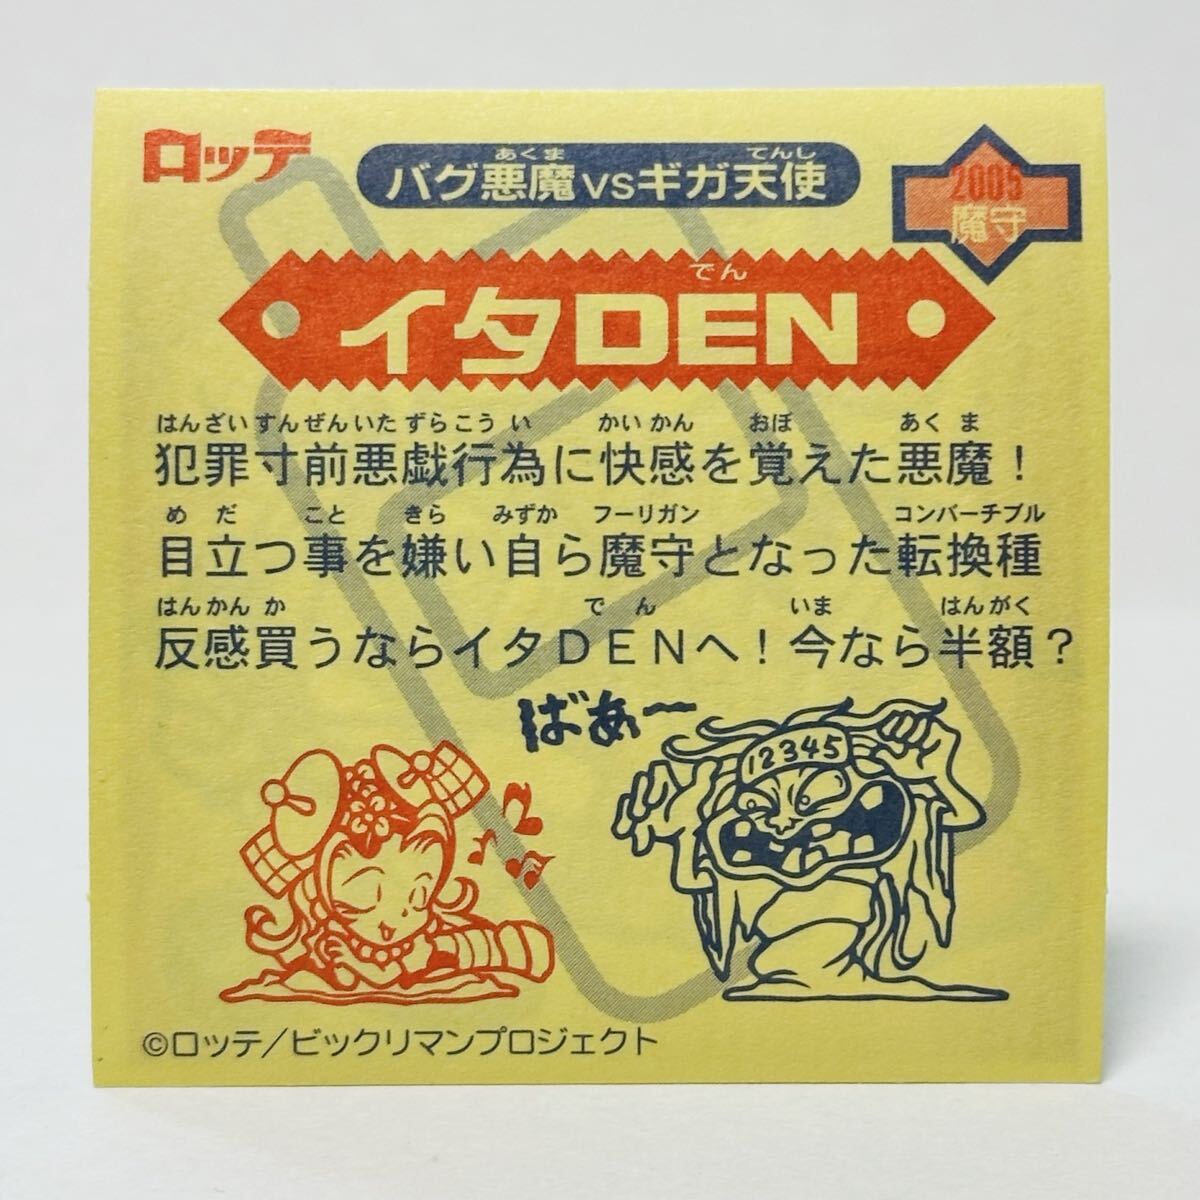 ロッテ
あくま てんし
バグ悪魔vsギガ天使
2005
魔守
でん
イタDEN
はんざいすんぜんいたずらこうい かいかん おぼ あくま
犯罪寸前悪戯行為に快感を覚えた悪魔！
めだ こと きら みずか フーリガン コンバーチブル
目立つ事を嫌い自ら魔守となった転換種
はんかんか でん いま はんがく
反感買うならイタDENへ！今なら半額？
ばあ〜
12345
©ロッテ／ビックリマンプロジェクト